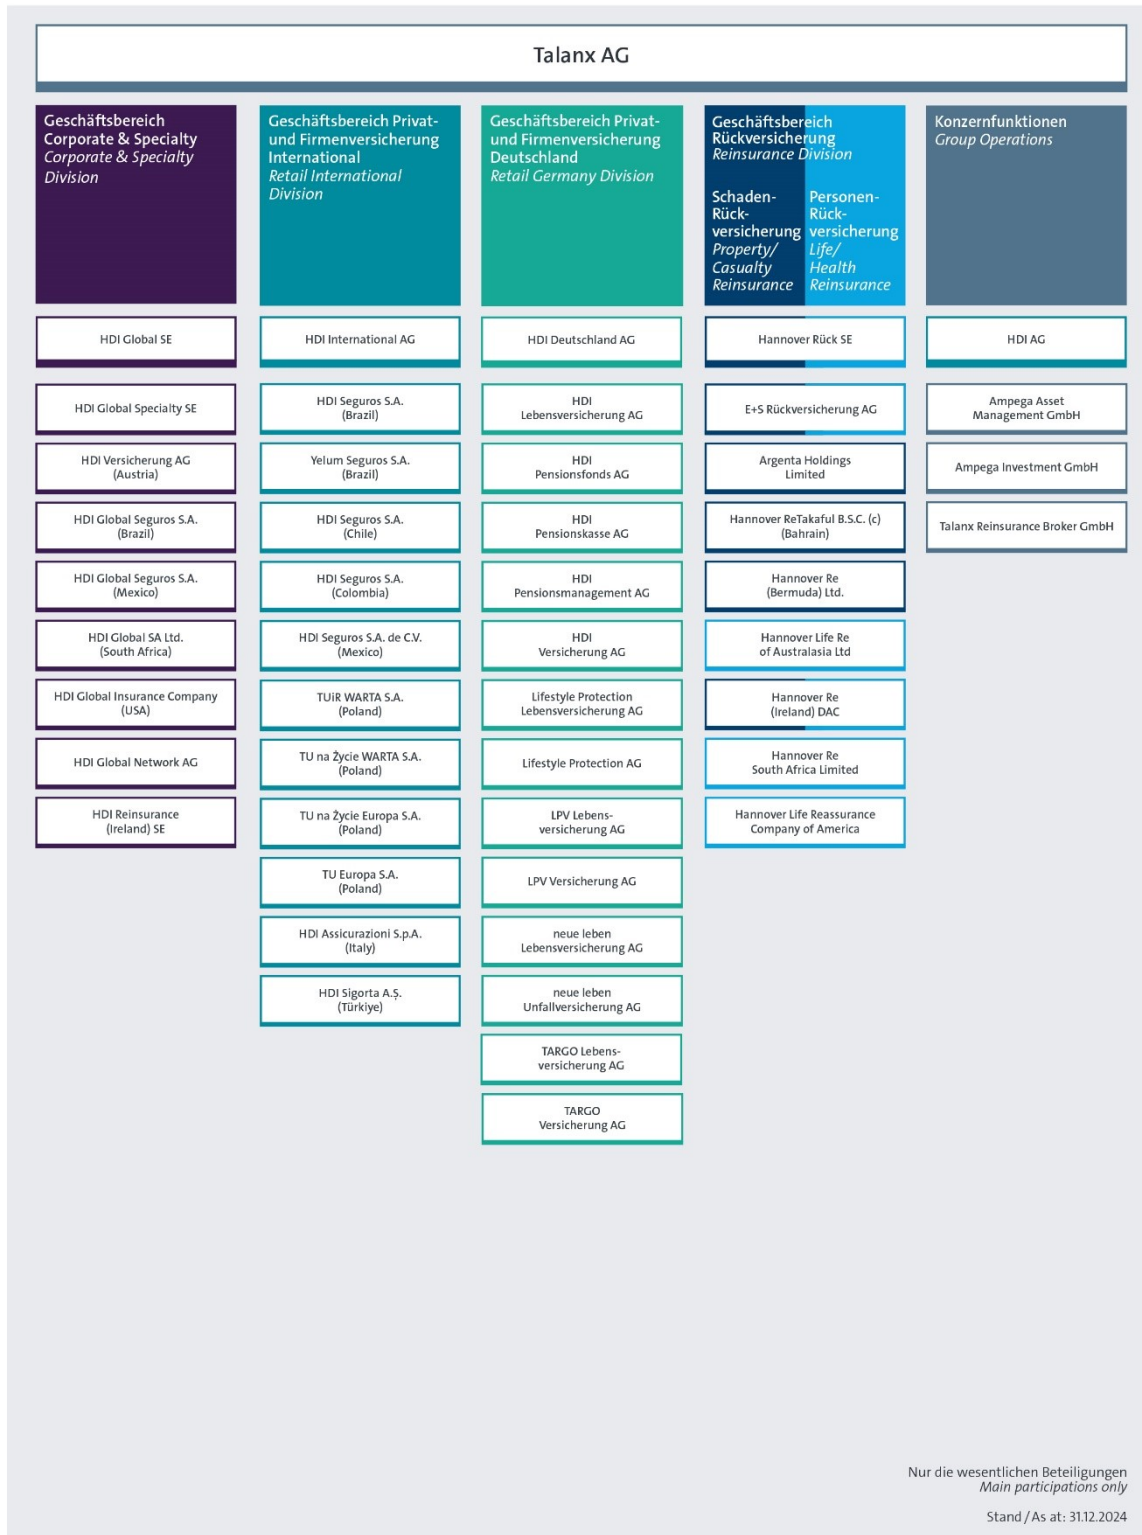 Talanx AG
Geschäftsbereich
Corporate & Specialty
Corporate & Specialty
Division
Geschäftsbereich Privat-
und Firmenversicherung
International
Retail International
Division
Geschäftsbereich Privat-
und Firmenversicherung
Deutschland
Retail Germany Division
Geschäftsbereich
Rückversicherung
Reinsurance Division
Schaden-
Rück-
versicherung
Property/
Casualty
Reinsurance
Personen-
Rück-
versicherung
Life/
Health
Reinsurance
Konzernfunktionen
Group Operations
HDI Global SE
HDI Global Specialty SE
HDI Versicherung AG
(Austria)
HDI Global Seguros S.A.
(Brazil)
HDI Global Seguros S.A.
(Mexico)
HDI Global SA Ltd.
(South Africa)
HDI Global Insurance Company
(USA)
HDI Global Network AG
HDI Reinsurance
(Ireland) SE
HDI International AG
HDI Seguros S.A.
(Brazil)
Yelum Seguros S.A.
(Brazil)
HDI Seguros S.A.
(Chile)
HDI Seguros S.A.
(Colombia)
HDI Seguros S.A. de C.V.
(Mexico)
TUiR WARTA S.A.
(Poland)
TU na Życie WARTA S.A.
(Poland)
TU na Życie Europa S.A.
(Poland)
TU Europa S.A.
(Poland)
HDI Assicurazioni S.p.A.
(Italy)
HDI Sigorta A.Ş.
(Türkiye)
HDI Deutschland AG
HDI
Lebensversicherung AG
HDI
Pensionsfonds AG
HDI
Pensionskasse AG
HDI
Pensionsmanagement AG
HDI
Versicherung AG
Lifestyle Protection
Lebensversicherung AG
Lifestyle Protection AG
LPV Lebens-
versicherung AG
LPV Versicherung AG
neue leben
Lebensversicherung AG
neue leben
Unfallversicherung AG
TARGO Lebens-
versicherung AG
TARGO
Versicherung AG
Hannover Rück SE
E+S Rückversicherung AG
Argenta Holdings
Limited
Hannover ReTakaful B.S.C. (c)
(Bahrain)
Hannover Re
(Bermuda) Ltd.
Hannover Life Re
of Australasia Ltd
Hannover Re
(Ireland) DAC
Hannover Re
South Africa Limited
Hannover Life Reassurance
Company of America
HDI AG
Ampega Asset
Management GmbH
Ampega Investment GmbH
Talanx Reinsurance Broker GmbH
Nur die wesentlichen Beteiligungen
Main participations only
Stand / As at: 31.12.2024